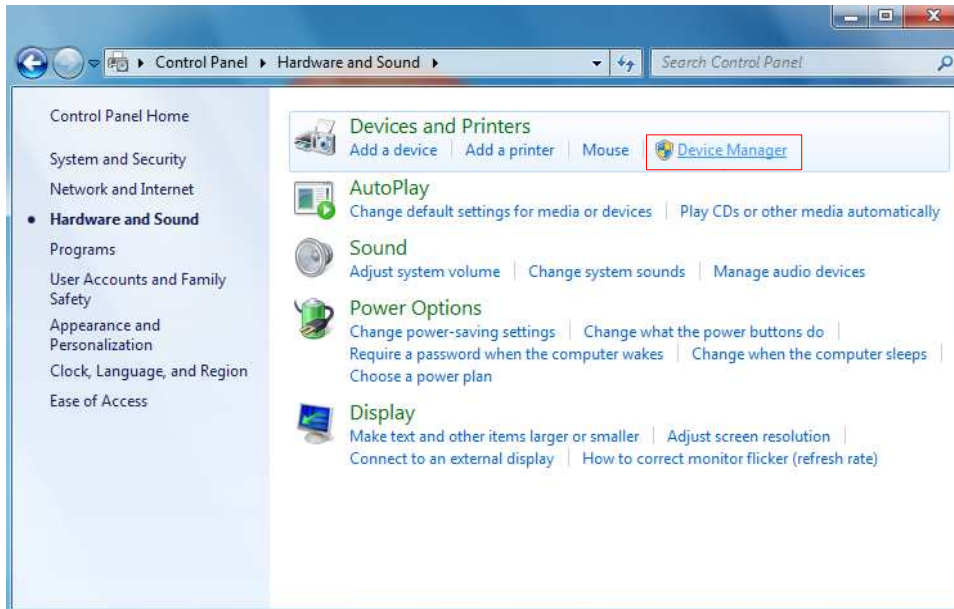 Control Panel Hardware and Sound Search Control Panel
Control Panel Home
System and Security
Network and Internet
Hardware and Sound
Programs
User Accounts and Family
Safety
Appearance and
Personalization
Clock, Language, and Region
Ease of Access
Devices and Printers
Add a device Add a printer Mouse Device Manager
AutoPlay
Change default settings for media or devices Play CDs or other media automatically
Sound
Adjust system volume Change system sounds Manage audio devices
Power Options
Change power-saving settings Change what the power buttons do
Require a password when the computer wakes Change when the computer sleeps
Choose a power plan
Display
Make text and other items larger or smaller Adjust screen resolution
Connect to an external display How to correct monitor flicker (refresh rate)